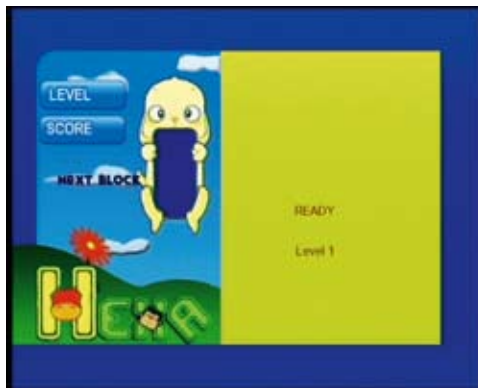 LEVEL
SCORE
NEXT BLOCK
READY
Level 1
HEXA